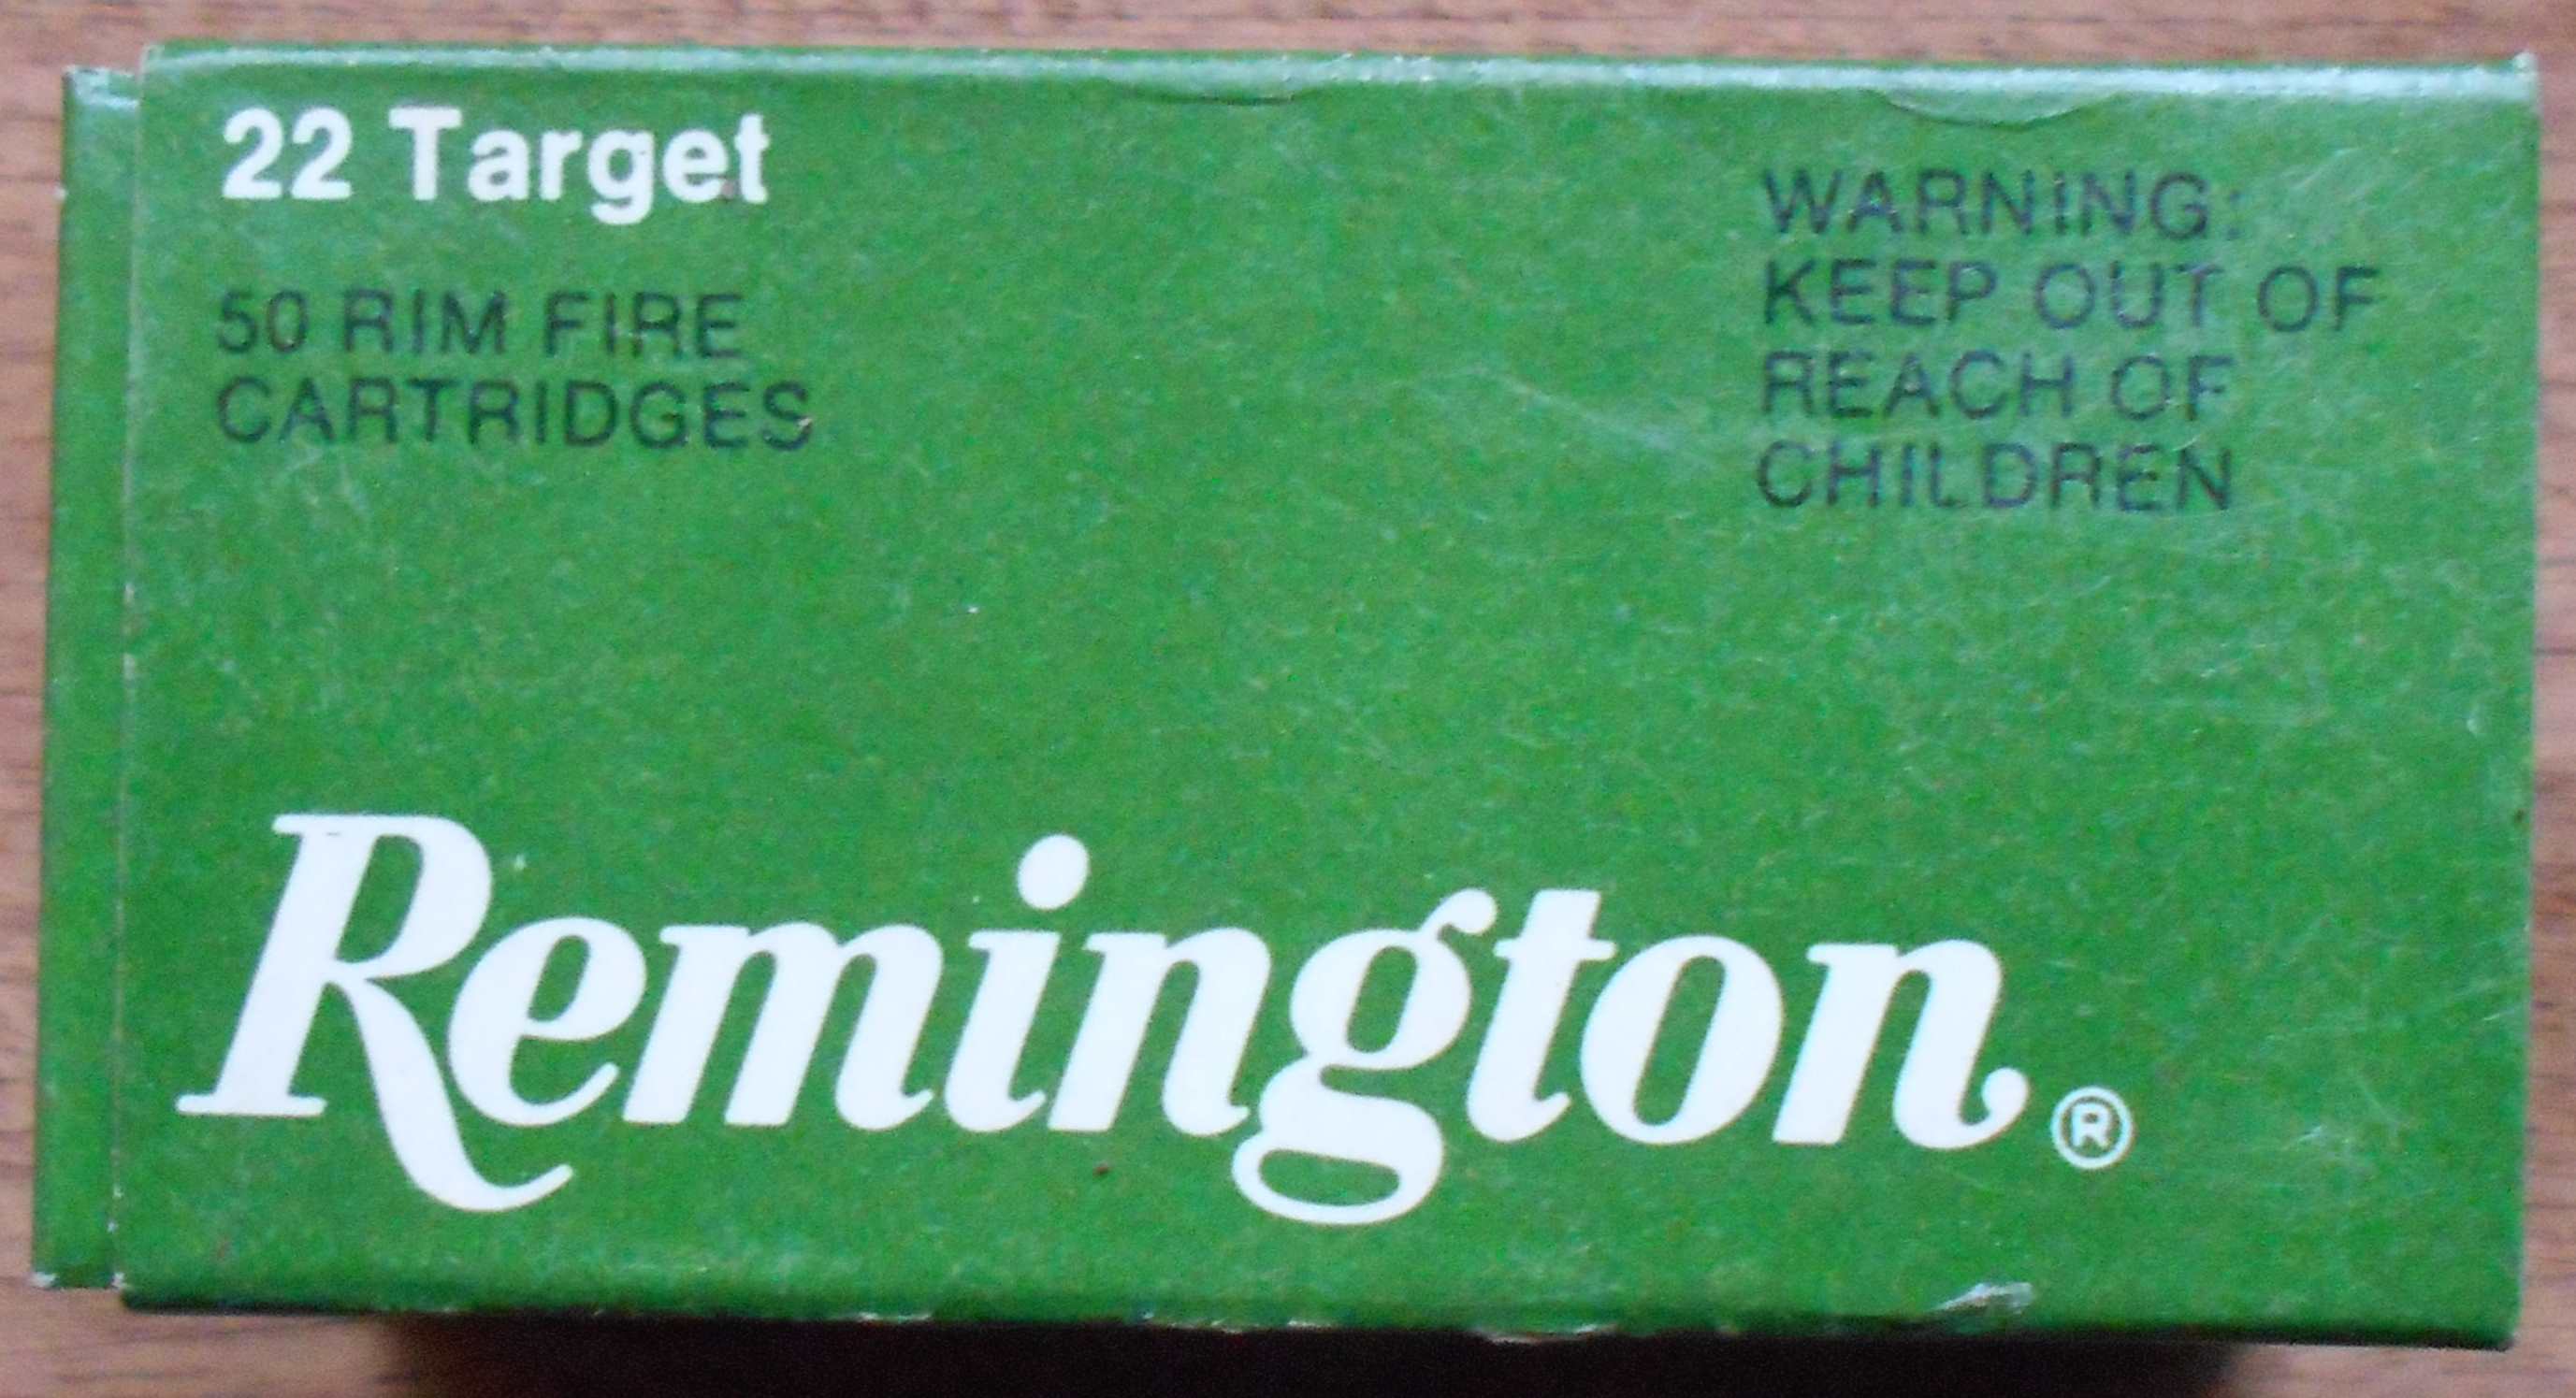 22 Target
50 RIM FIRE
CARTRIDGES
WARNING:
KEEP OUT OF
REACH OF
CHILDREN
Remington®